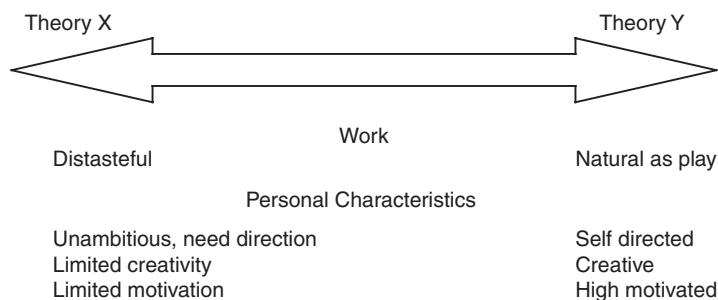 Theory X Theory Y
Work
Distasteful Natural as play
Personal Characteristics
Unambitious, need direction Self directed
Limited creativity Creative
Limited motivation High motivated